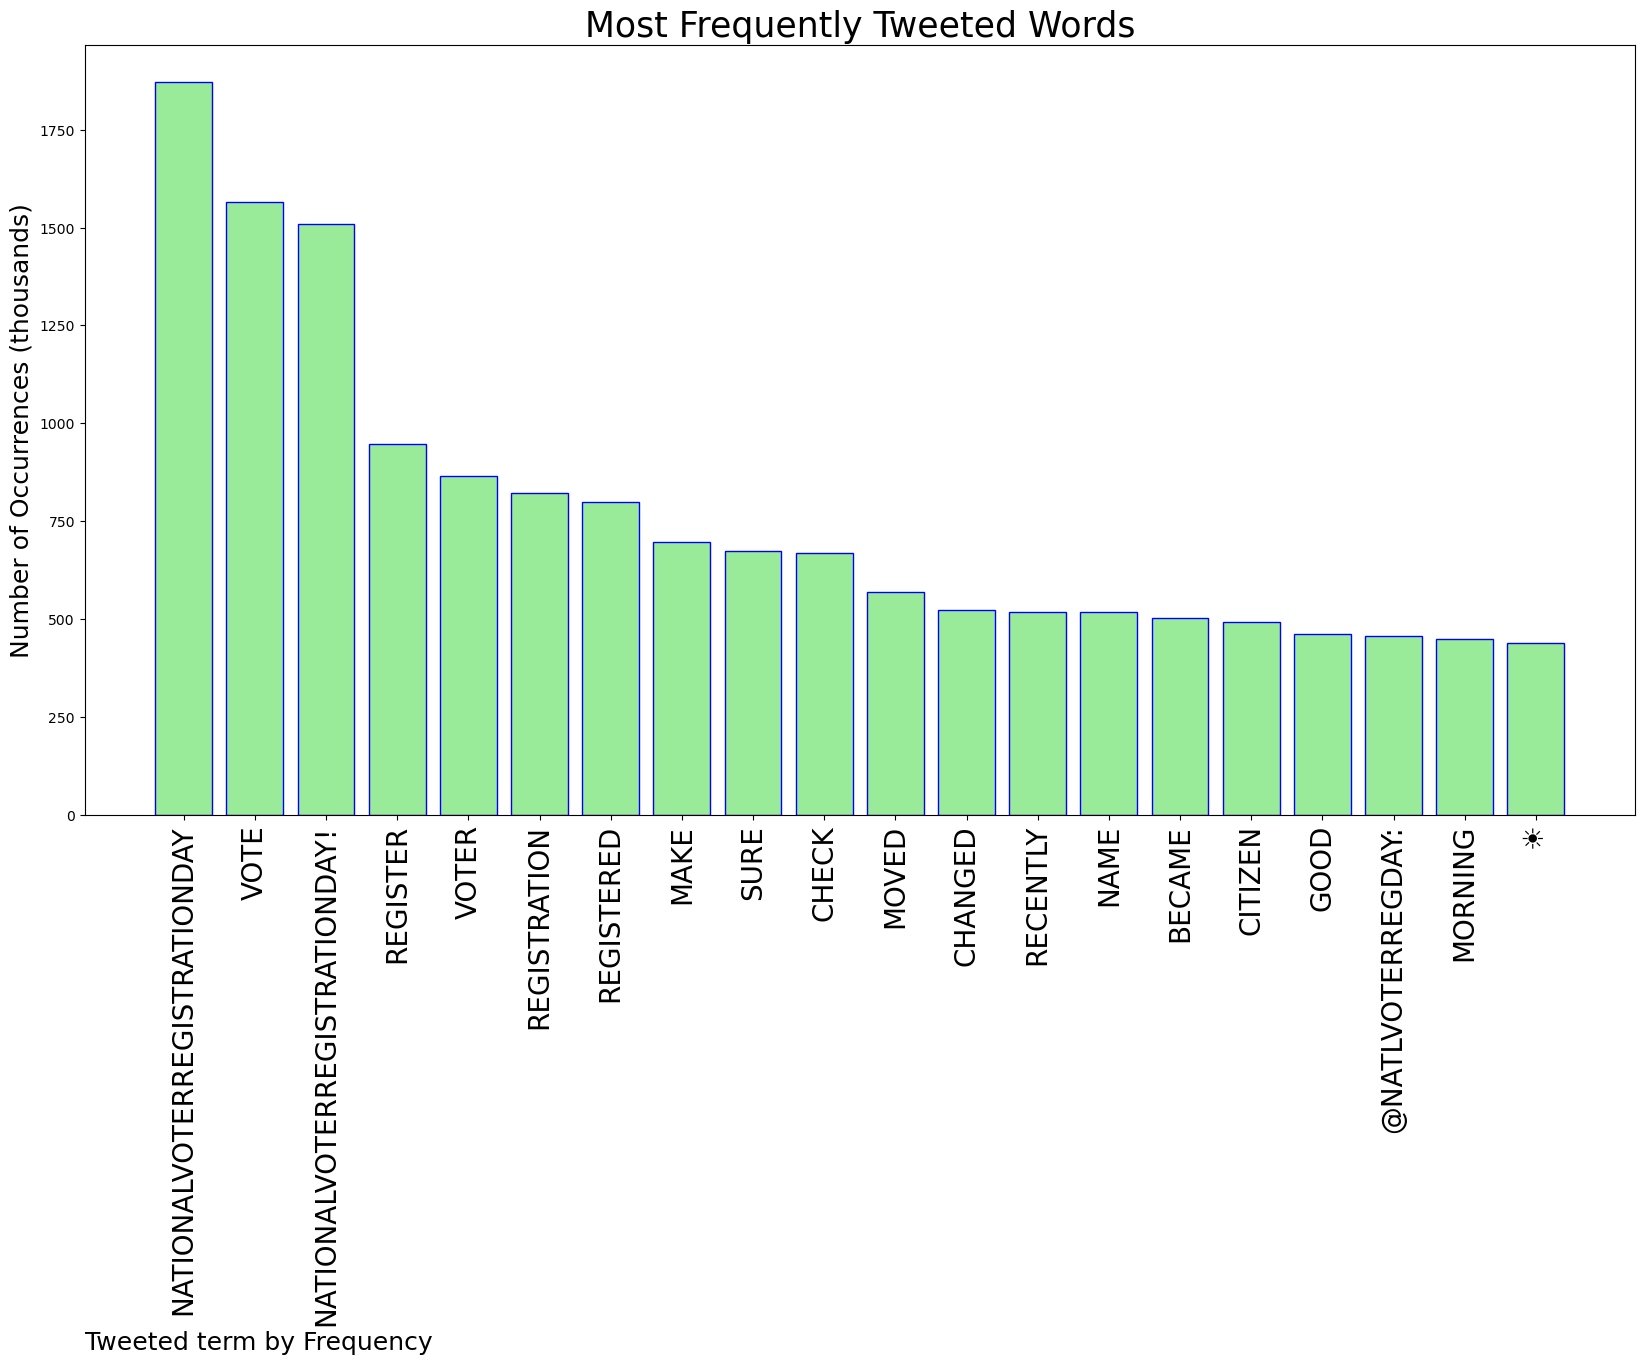 Most Frequently Tweeted Words
Number of Occurrences (thousands)
1750
1500
1250
1000
750
500
250
0
NATIONALVOTERREGISTRATIONDAY
VOTE
NATIONALVOTERREGISTRATIONDAY!
REGISTER
VOTER
REGISTRATION
REGISTERED
MAKE
SURE
CHECK
MOVED
CHANGED
RECENTLY
NAME
BECAME
CITIZEN
GOOD
@NATLVOTERREGDAY:
MORNING
☀
Tweeted term by Frequency